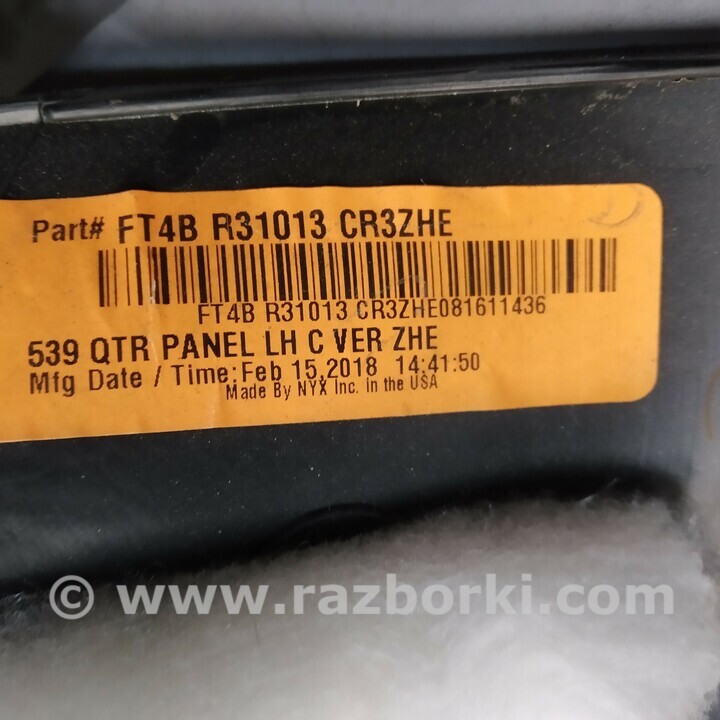 Part# FT4B R31013 CR3ZHE
FT4B R31013 CR3ZHE081611436
539 QTR PANEL LH C VER ZHE
Mfg Date / Time:Feb 15,2018 14:41:50
Made By NYX Inc. in the USA
© www.razborki.com